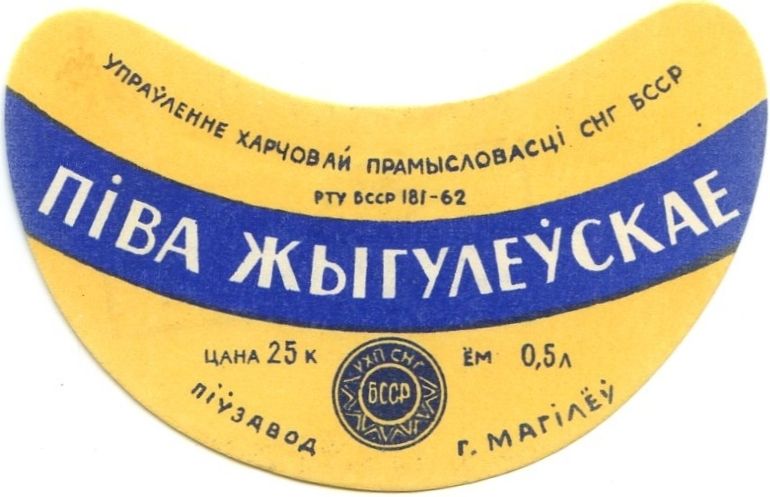 УПРАЎЛЕННЕ ХАРЧОВАЙ ПРАМЫСЛОВАСЦІ СНГ БССР
РТУ БССР 181-62
ПІВА ЖЫГУЛЕЎСКАЕ
ЦАНА 25 К
ЁМ 0,5л
УХП СНГ
БССР
ПІЎЗАВОД
Г. МАГІЛЁЎ